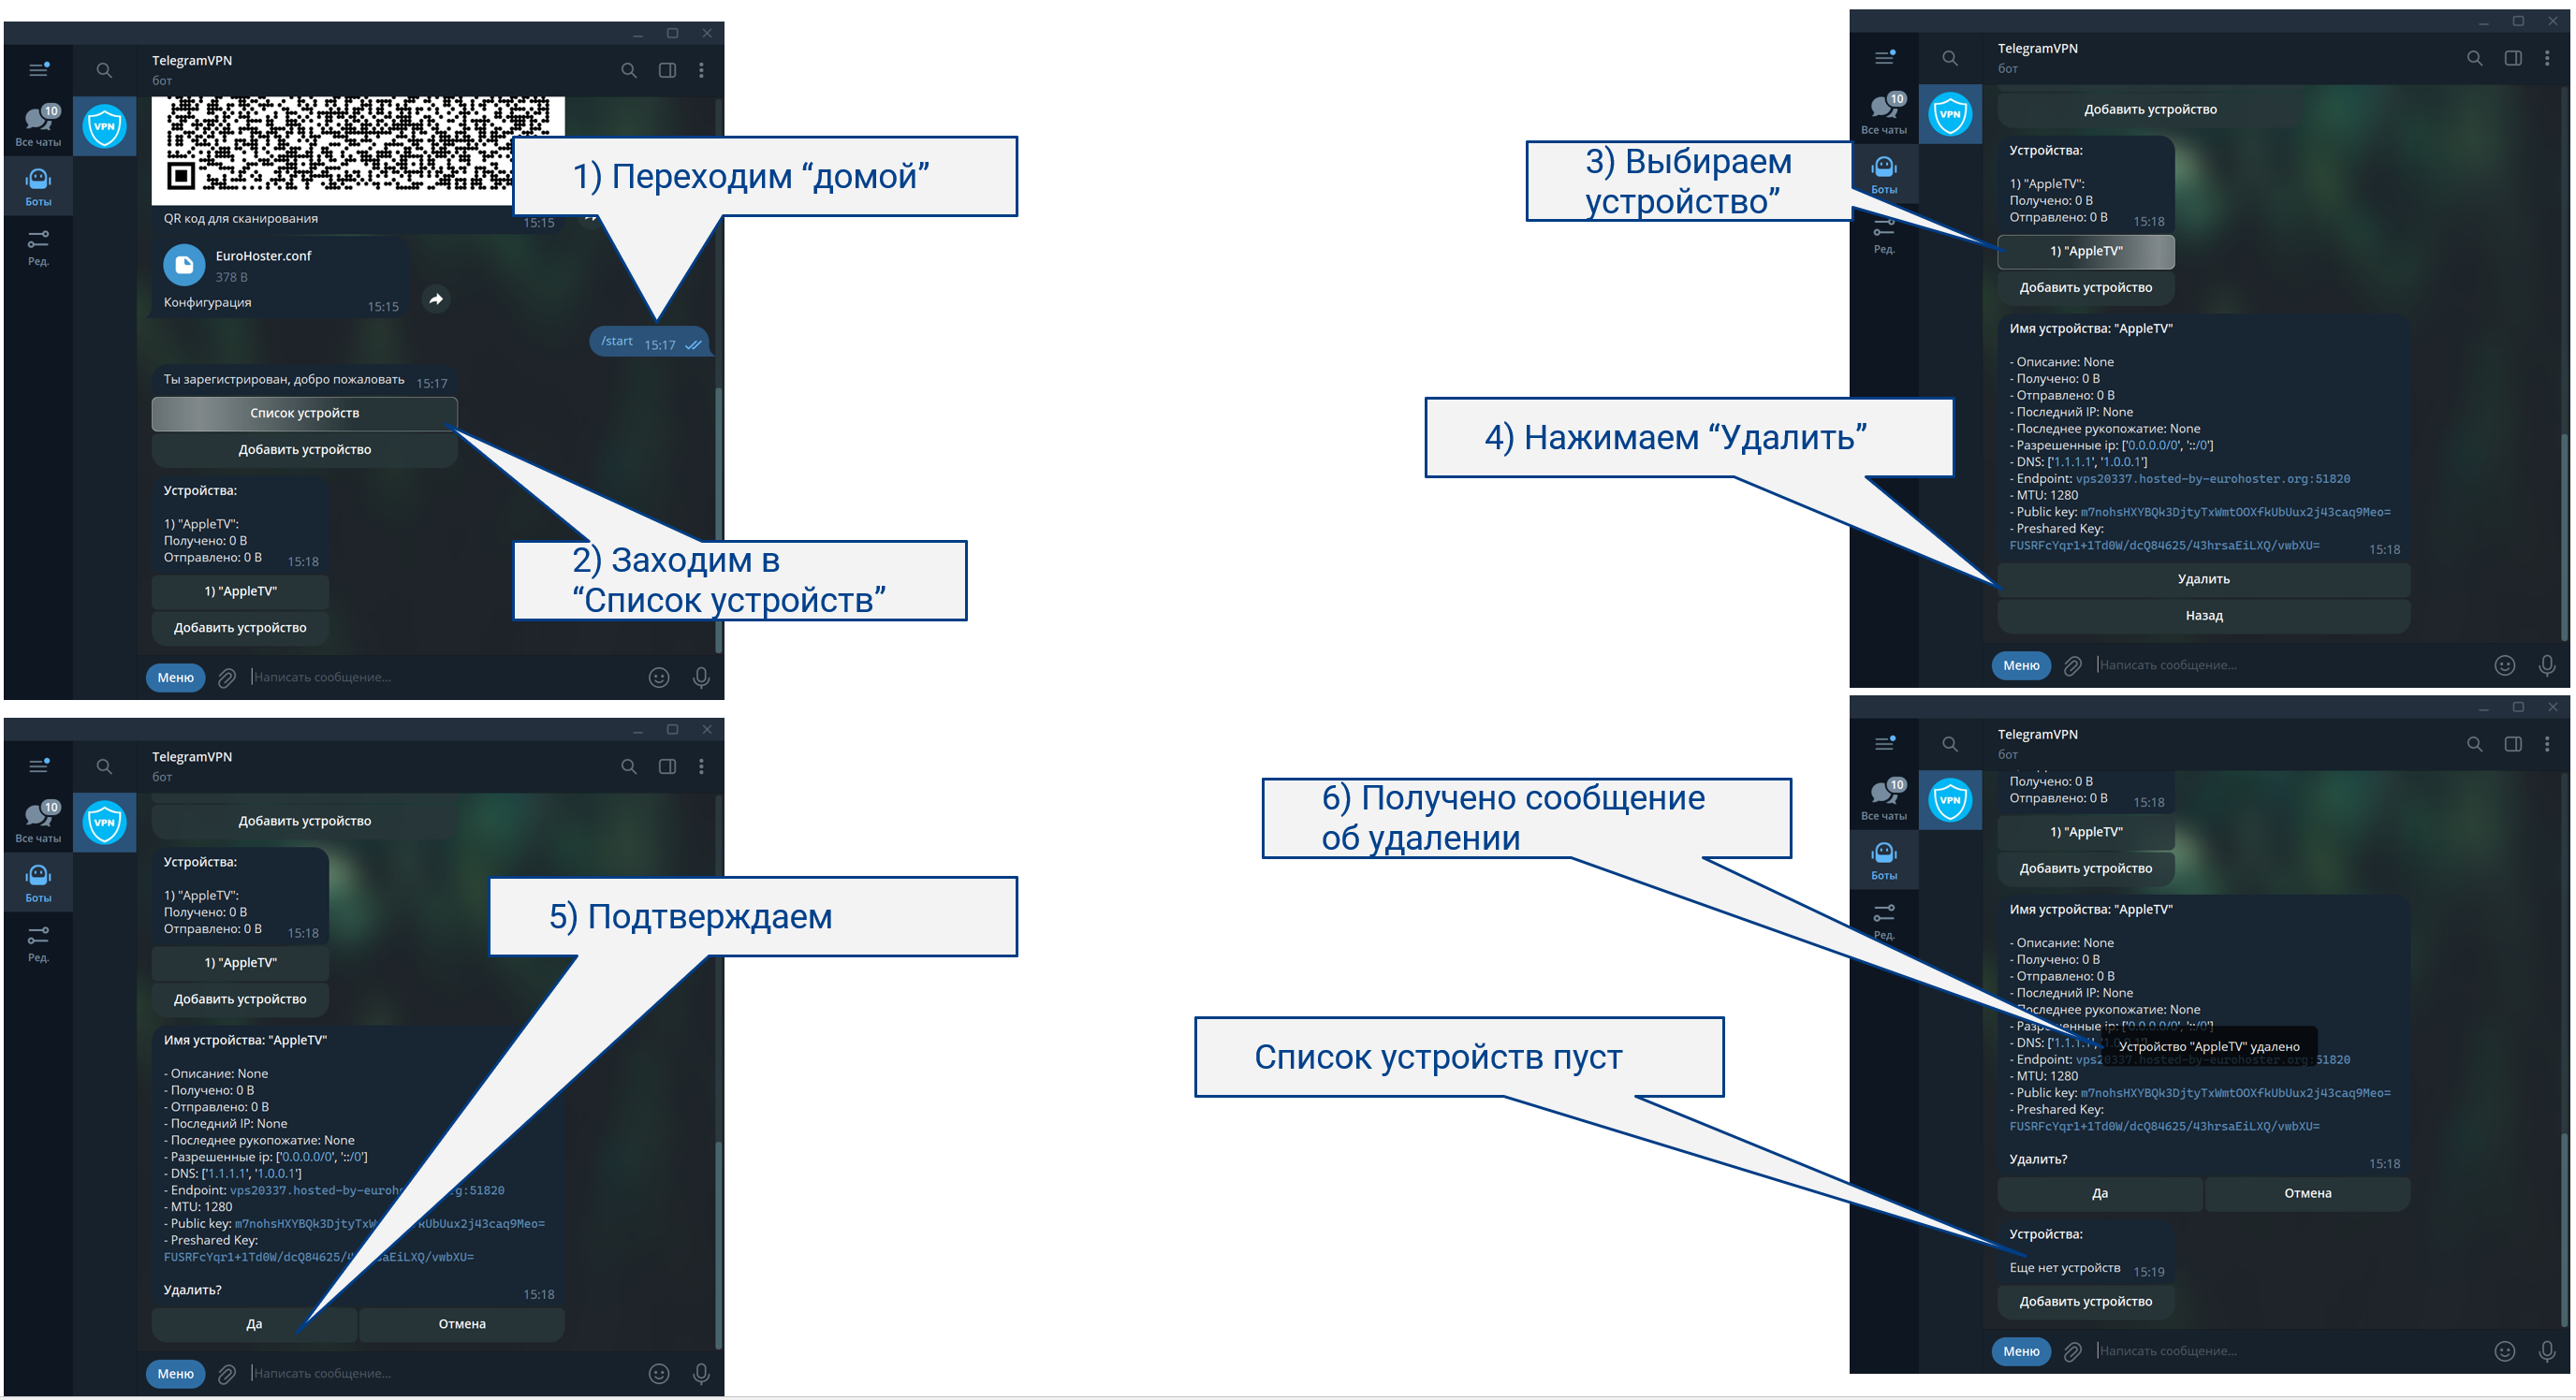 TelegramVPN
бот
10
Все чаты
Боты
Ред.
VPN
QR код для сканирования
15:15
EuroHoster.conf
378 B
Конфигурация
15:15
/start 15:17
Ты зарегистрирован, добро пожаловать 15:17
Список устройств
Добавить устройство
Устройства:
1) "AppleTV":
Получено: 0 B
Отправлено: 0 B 15:18
1) "AppleTV"
Добавить устройство
Меню
Написать сообщение...
1) Переходим “домой”
2) Заходим в
“Список устройств”
TelegramVPN
бот
10
Все чаты
Боты
Ред.
VPN
Добавить устройство
Устройства:
1) "AppleTV":
Получено: 0 B
Отправлено: 0 B 15:18
1) "AppleTV"
Добавить устройство
Имя устройства: "AppleTV"
- Описание: None
- Получено: 0 B
- Отправлено: 0 B
- Последний IP: None
- Последнее рукопожатие: None
- Разрешенные ip: ['0.0.0.0/0', '::/0']
- DNS: ['1.1.1.1', '1.0.0.1']
- Endpoint: vps20337.hosted-by-eurohoster.org:51820
- MTU: 1280
- Public key: m7nohsHXYBQk3DjtyTxWmtOOXfkUbUux2j43caq9Meo=
- Preshared Key:
FUSRFcYqr1+1Td0W/dcQ84625/43hrsaEiLXQ/vwbXU= 15:18
Удалить
Назад
Меню
Написать сообщение...
3) Выбираем
устройство”
4) Нажимаем “Удалить”
TelegramVPN
бот
10
Все чаты
Боты
Ред.
VPN
Добавить устройство
Устройства:
1) "AppleTV":
Получено: 0 B
Отправлено: 0 B 15:18
1) "AppleTV"
Добавить устройство
Имя устройства: "AppleTV"
- Описание: None
- Получено: 0 B
- Отправлено: 0 B
- Последний IP: None
- Последнее рукопожатие: None
- Разрешенные ip: ['0.0.0.0/0', '::/0']
- DNS: ['1.1.1.1', '1.0.0.1']
- Endpoint: vps20337.hosted-by-euroho rg:51820
- MTU: 1280
- Public key: m7nohsHXYBQk3DjtyTxW kUbUux2j43caq9Meo=
- Preshared Key:
FUSRFcYqr1+1Td0W/dcQ84625/4 saEiLXQ/vwbXU=
Удалить? 15:18
Да
Отмена
Меню
Написать сообщение...
5) Подтверждаем
TelegramVPN
бот
10
Все чаты
Боты
Ред.
VPN
Получено: 0 B
Отправлено: 0 B 15:18
1) "AppleTV"
Добавить устройство
Имя устройства: "AppleTV"
- Описание: None
- Получено: 0 B
- Отправлено: 0 B
- Последний IP: None
Последнее рукопожатие: None
- Разрешенные ip: ['0.0.0.0/0', '::/0']
- DNS: ['1.1.1.1',
Устройство "AppleTV" удалено
- Endpoint: vps20337.hosted-by-eurohoster.org:51820
- MTU: 1280
- Public key: m7nohsHXYBQk3DjtyTxWmtOOXfkUbUux2j43caq9Meo=
- Preshared Key:
FUSRFcYqr1+1Td0W/dcQ84625/43hrsaEiLXQ/vwbXU=
Удалить? 15:18
Да
Отмена
Устройства:
Еще нет устройств 15:19
Добавить устройство
Меню
Написать сообщение...
6) Получено сообщение
об удалении
Список устройств пуст